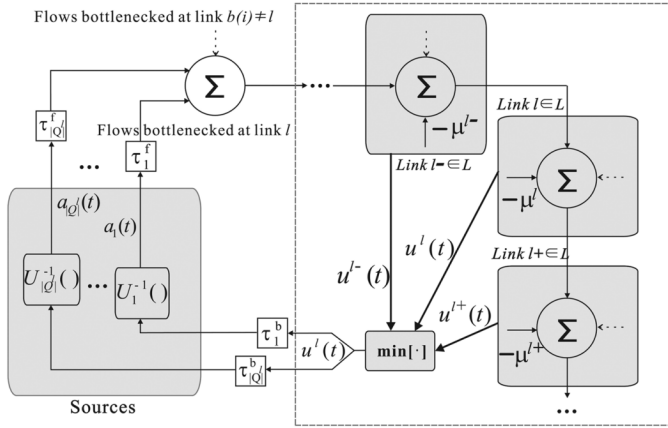 Flows bottlenecked at link b(i)≠l
Σ
...
Σ
−μ^{l-}
Link l-∈L
τ^f_{|Q^l|}
Flows bottlenecked at link l
τ^f_1
...
Link l∈L
Σ
−μ^l
a_{|Q^l|}(t)
a_1(t)
u^l(t)
Link l+∈L
u^{l-}(t)
U^{-1}_{|Q^l|}( )
...
U^{-1}_1( )
u^{l+}(t)
Σ
−μ^{l+}
τ^b_1
u^l(t)
min[·]
τ^b_{|Q^l|}
Sources
...